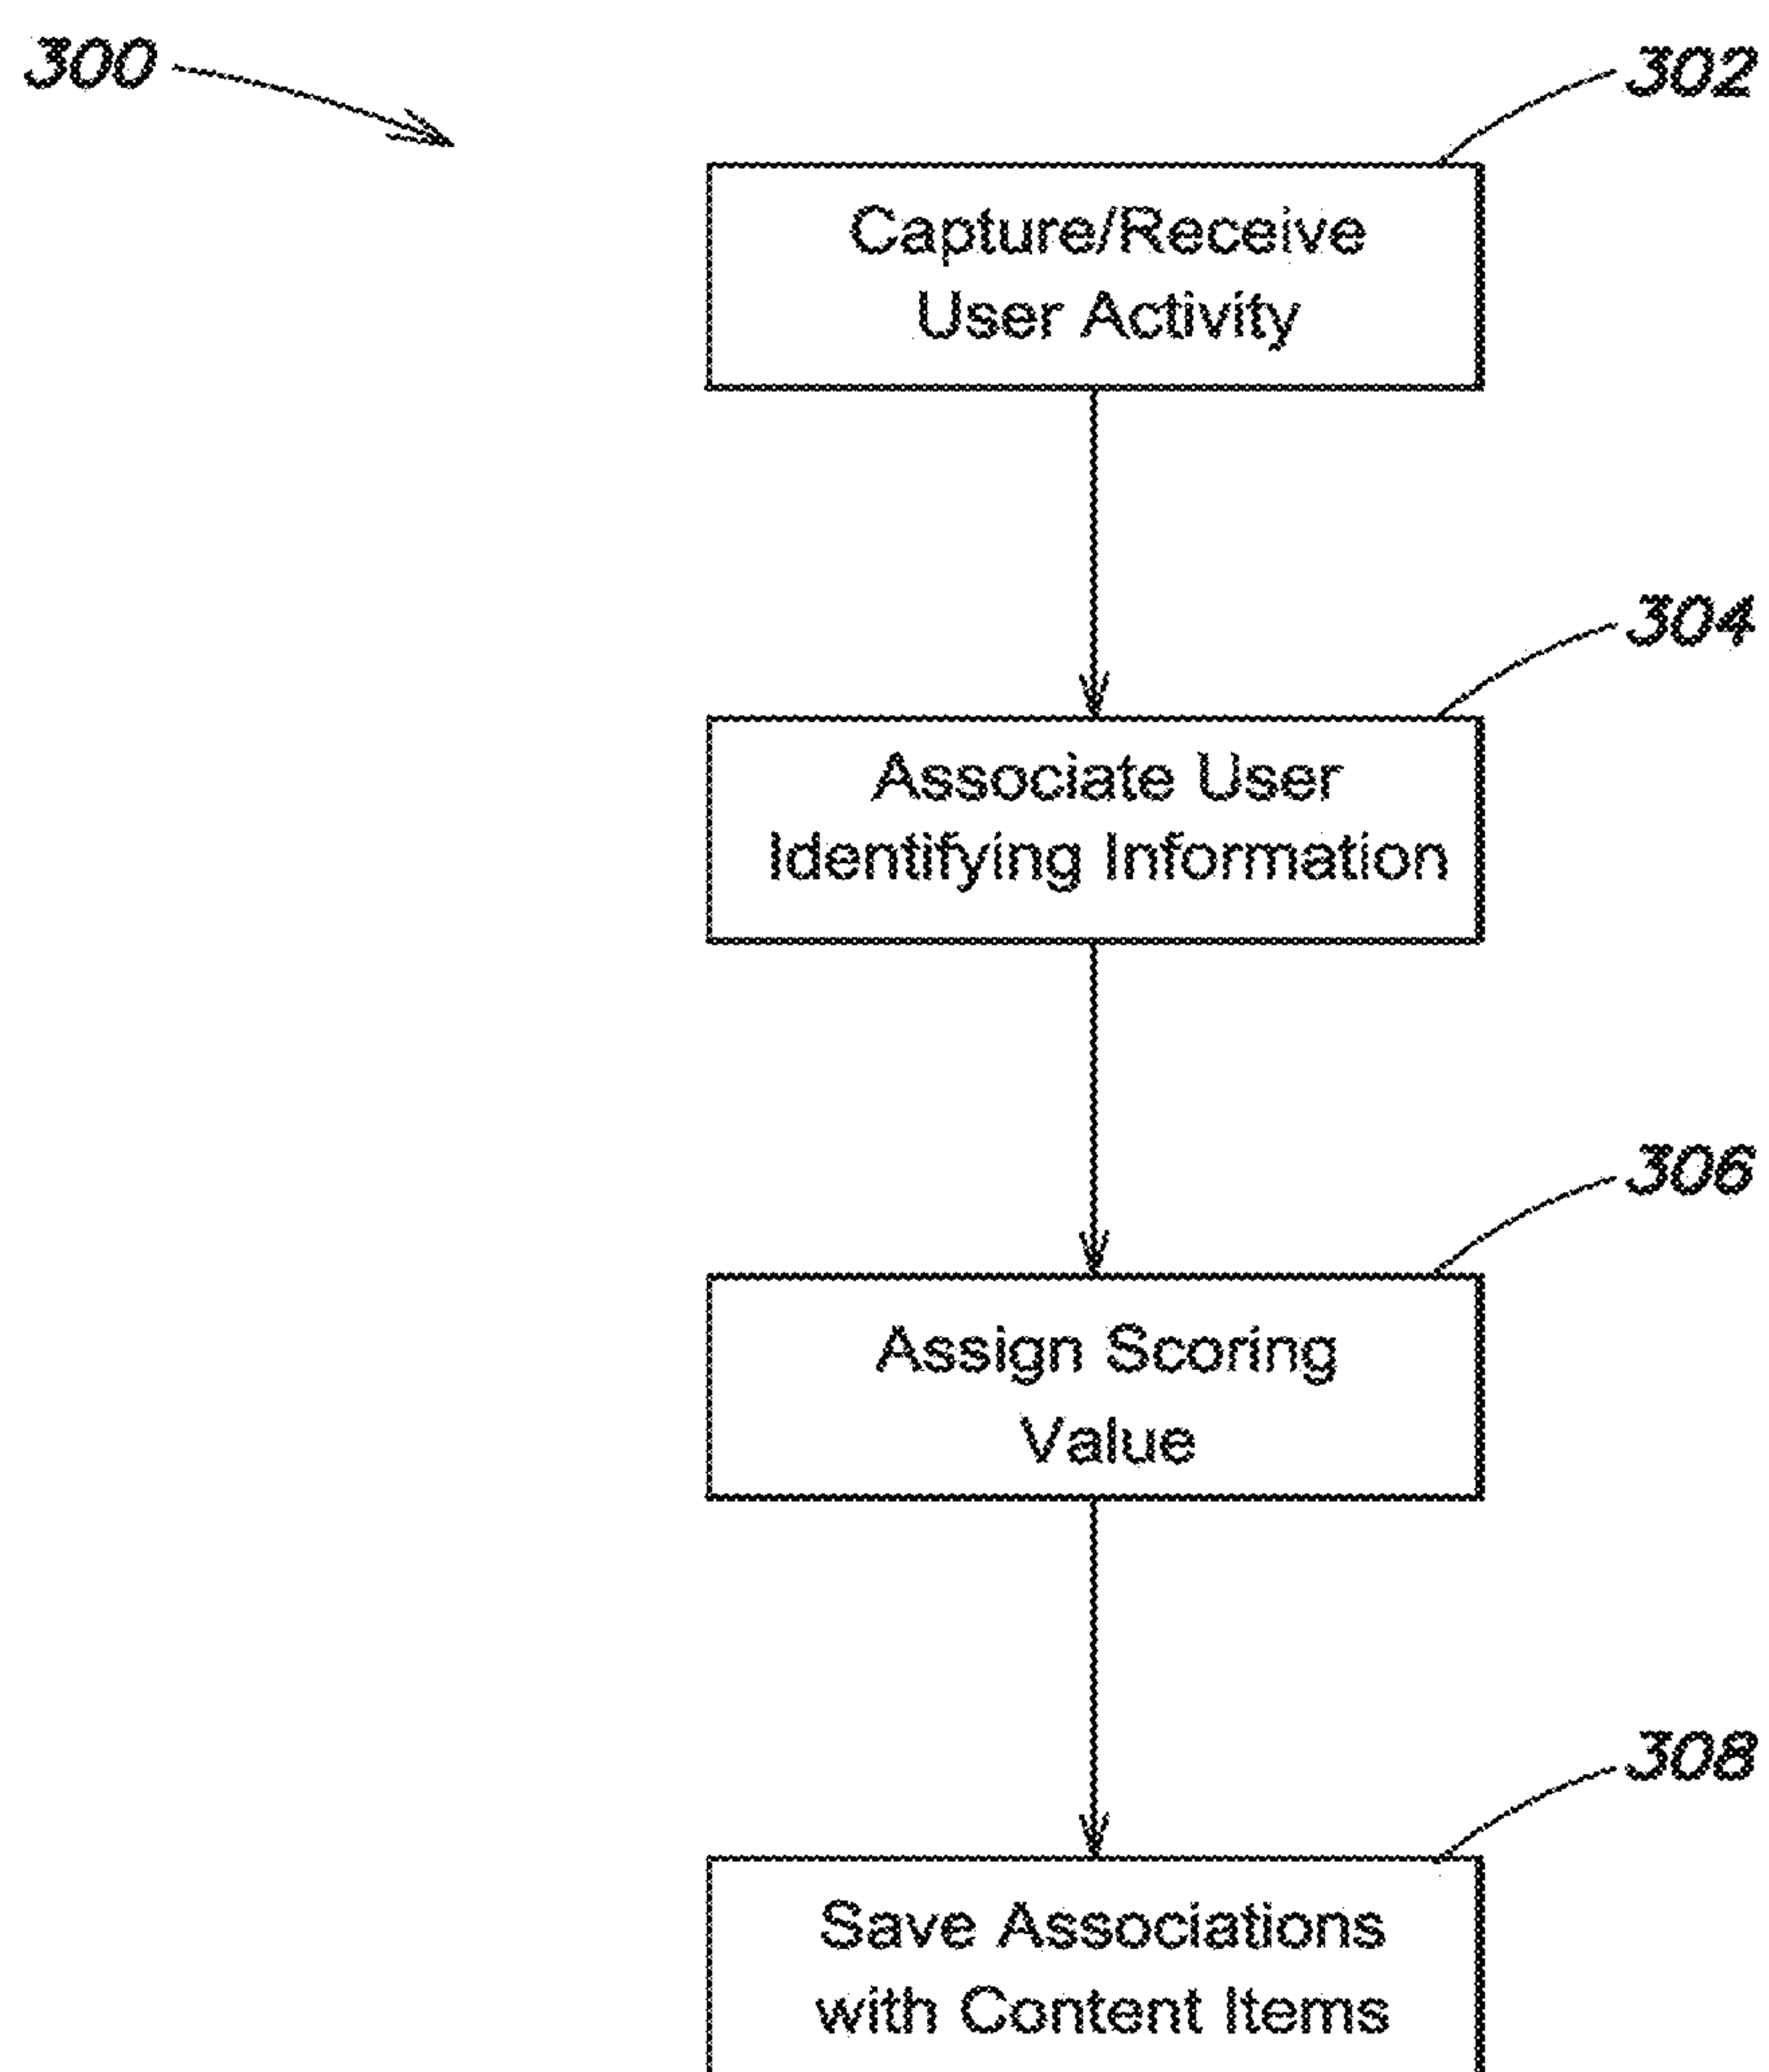 300
302
Capture/Receive
User Activity
304
Associate User
Identifying Information
306
Assign Scoring
Value
308
Save Associations
with Content Items